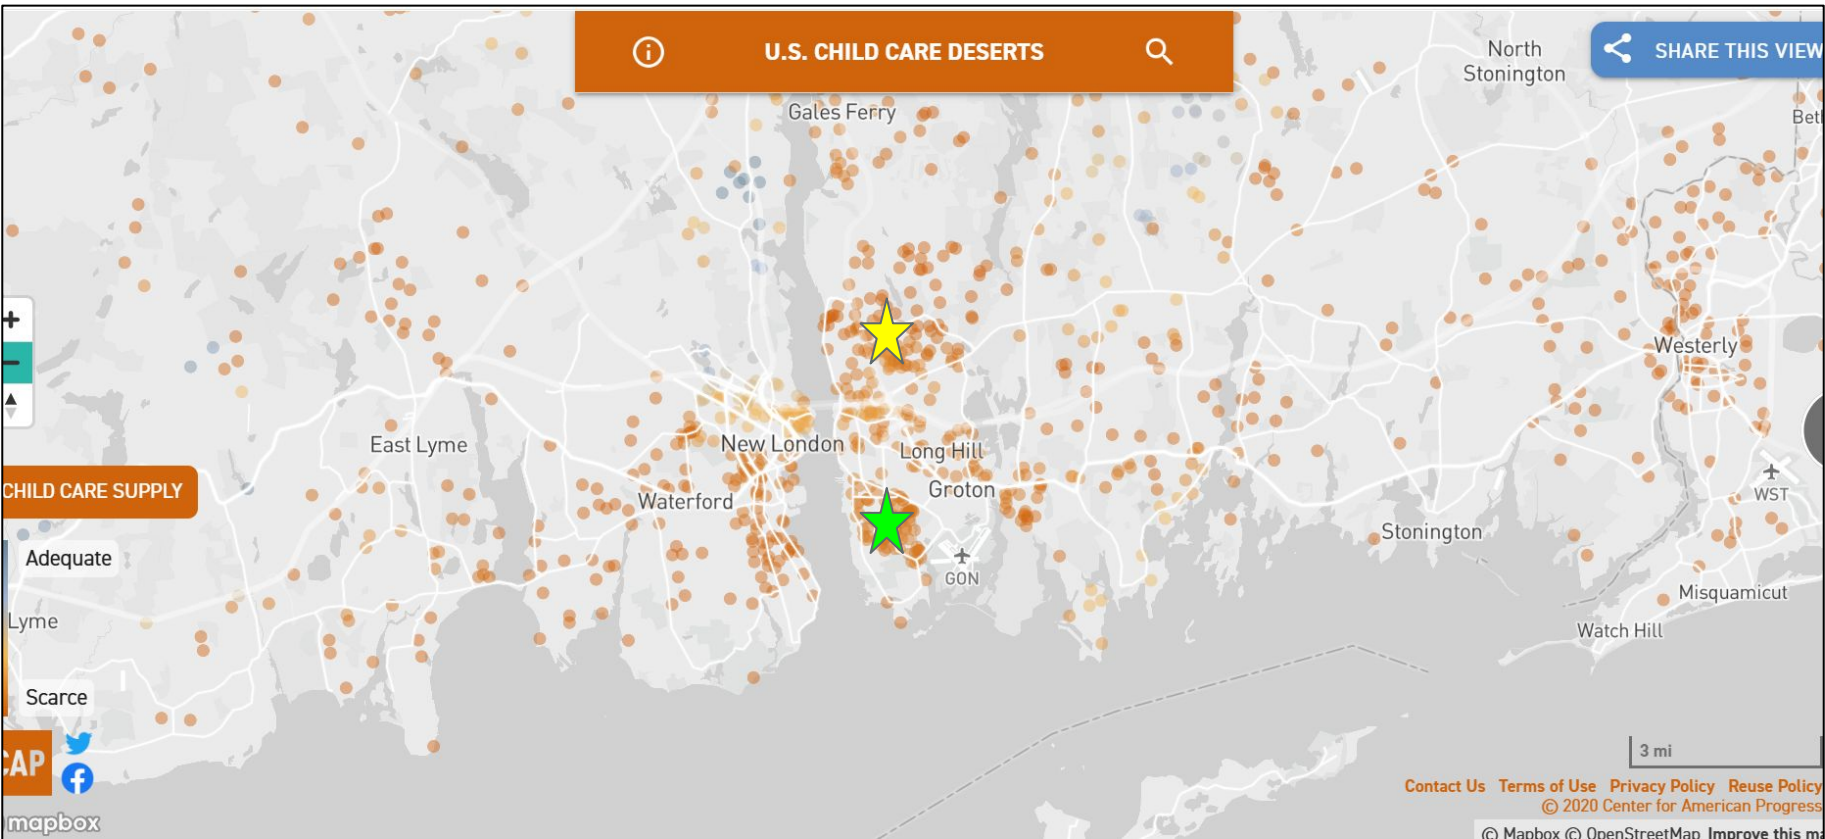 U.S. CHILD CARE DESERTS
SHARE THIS VIEW
North
Stonington
Gales Ferry
Westerly
East Lyme
New London
Long Hill
Groton
CHILD CARE SUPPLY
Waterford
WST
Stonington
Adequate
GON
Misquamicut
Lyme
Watch Hill
Scarce
3 mi
CAP
Contact Us Terms of Use Privacy Policy Reuse Policy
© 2020 Center for American Progress
mapbox
© Mapbox © OpenStreetMap Improve this